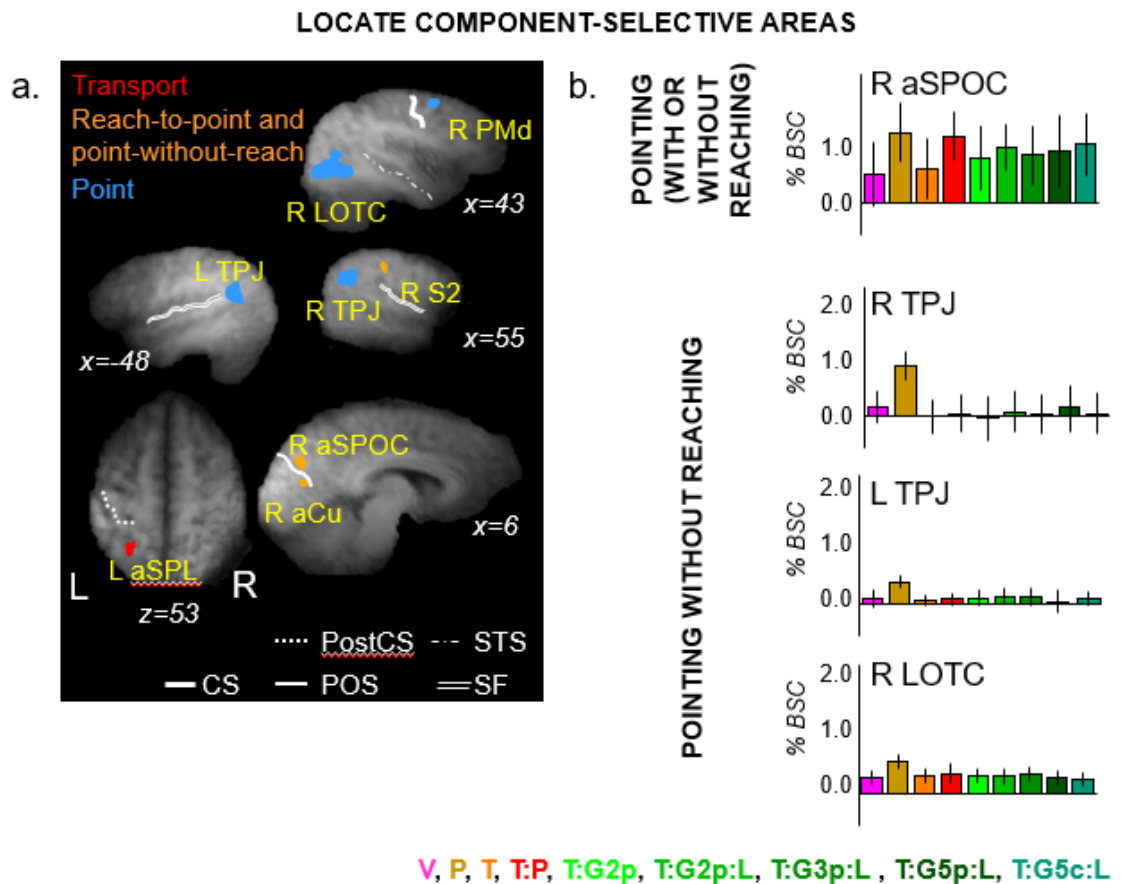 LOCATE COMPONENT-SELECTIVE AREAS
a.
Transport
Reach-to-point and
point-without-reach
Point
R PMd
R LOTC
x=43
L TPJ
x=-48
R TPJ
R S2
x=55
R aSPOC
R aCu
x=6
L aSPL
L
R
z=53
PostCS
STS
CS
POS
SF
b.
POINTING
(WITH OR
WITHOUT
REACHING)
R aSPOC
% BSC
1.0
0.0
POINTING WITHOUT REACHING
R TPJ
% BSC
2.0
1.0
0.0
L TPJ
% BSC
2.0
1.0
0.0
R LOTC
% BSC
2.0
1.0
0.0
V, P, T, T:P, T:G2p, T:G2p:L, T:G3p:L , T:G5p:L, T:G5c:L